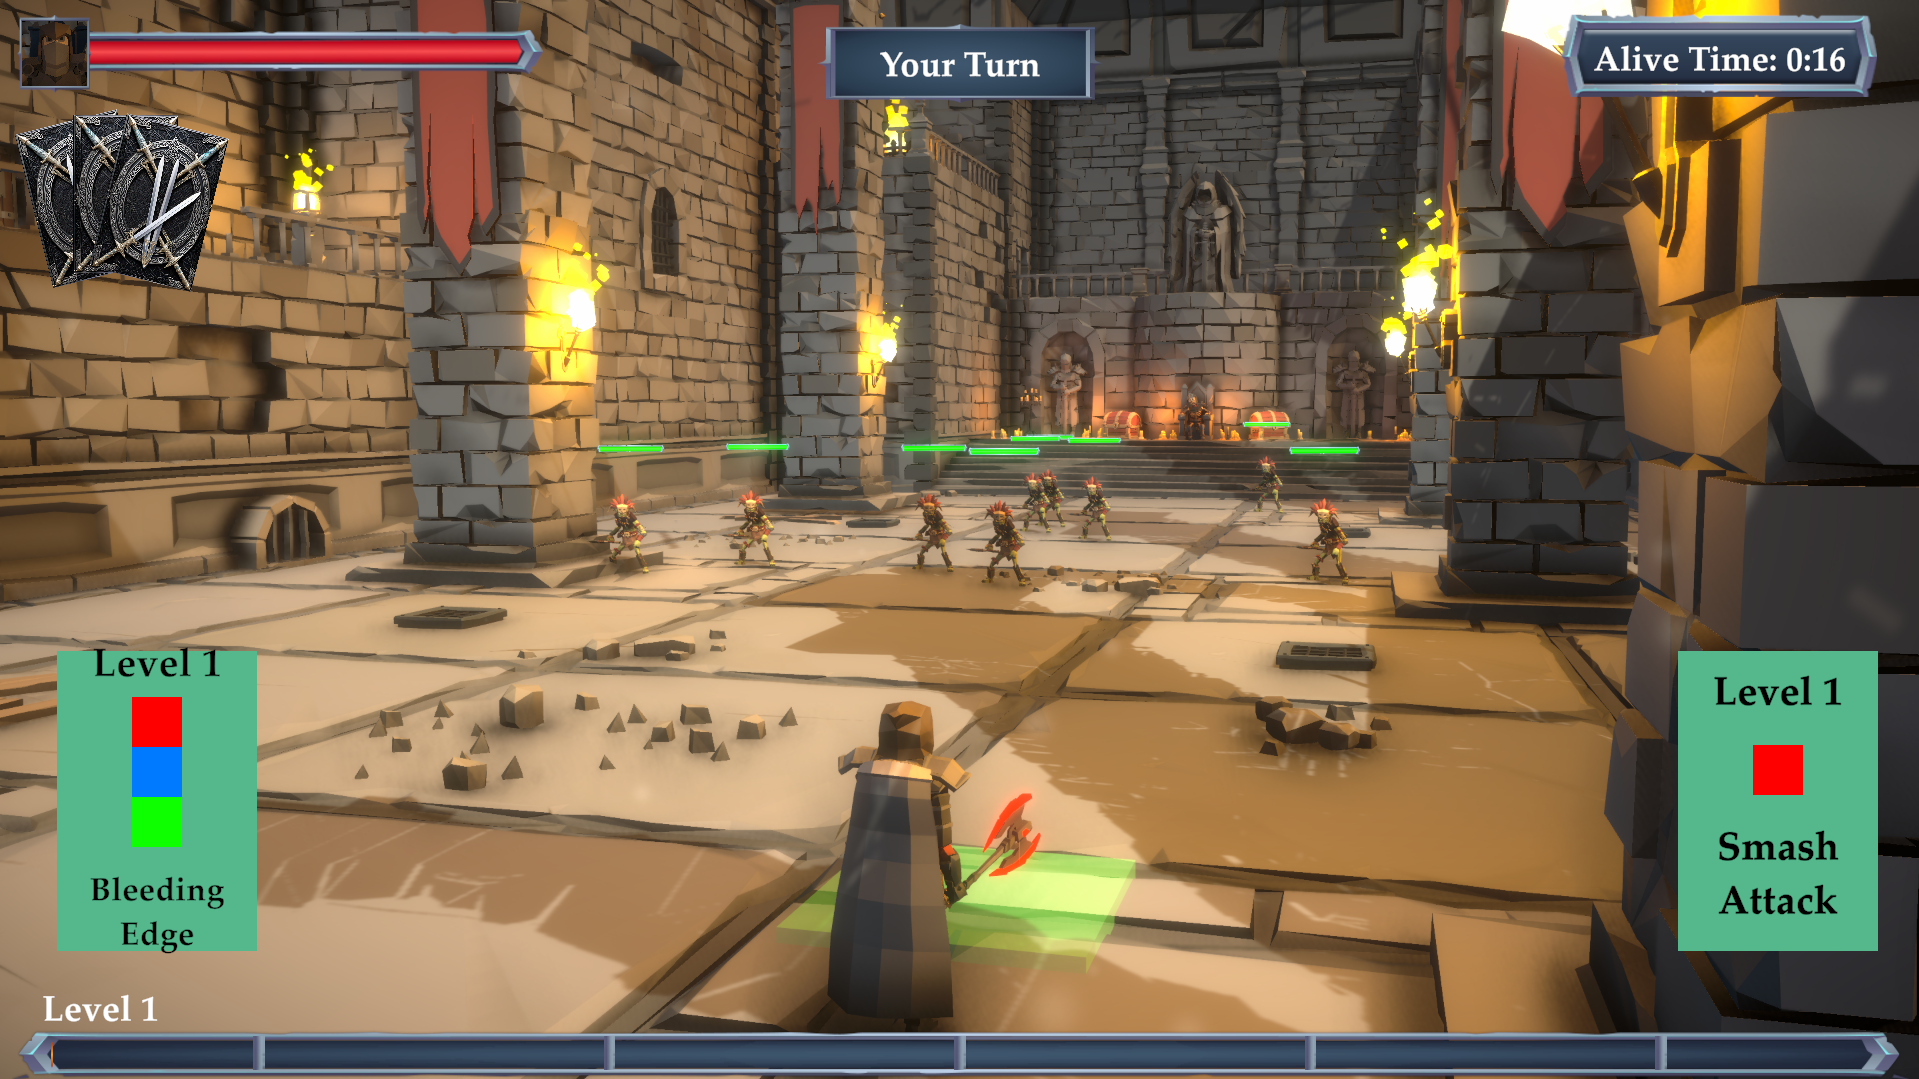 Your Turn
Alive Time: 0:16
Level 1
Bleeding
Edge
Level 1
Smash
Attack
Level 1